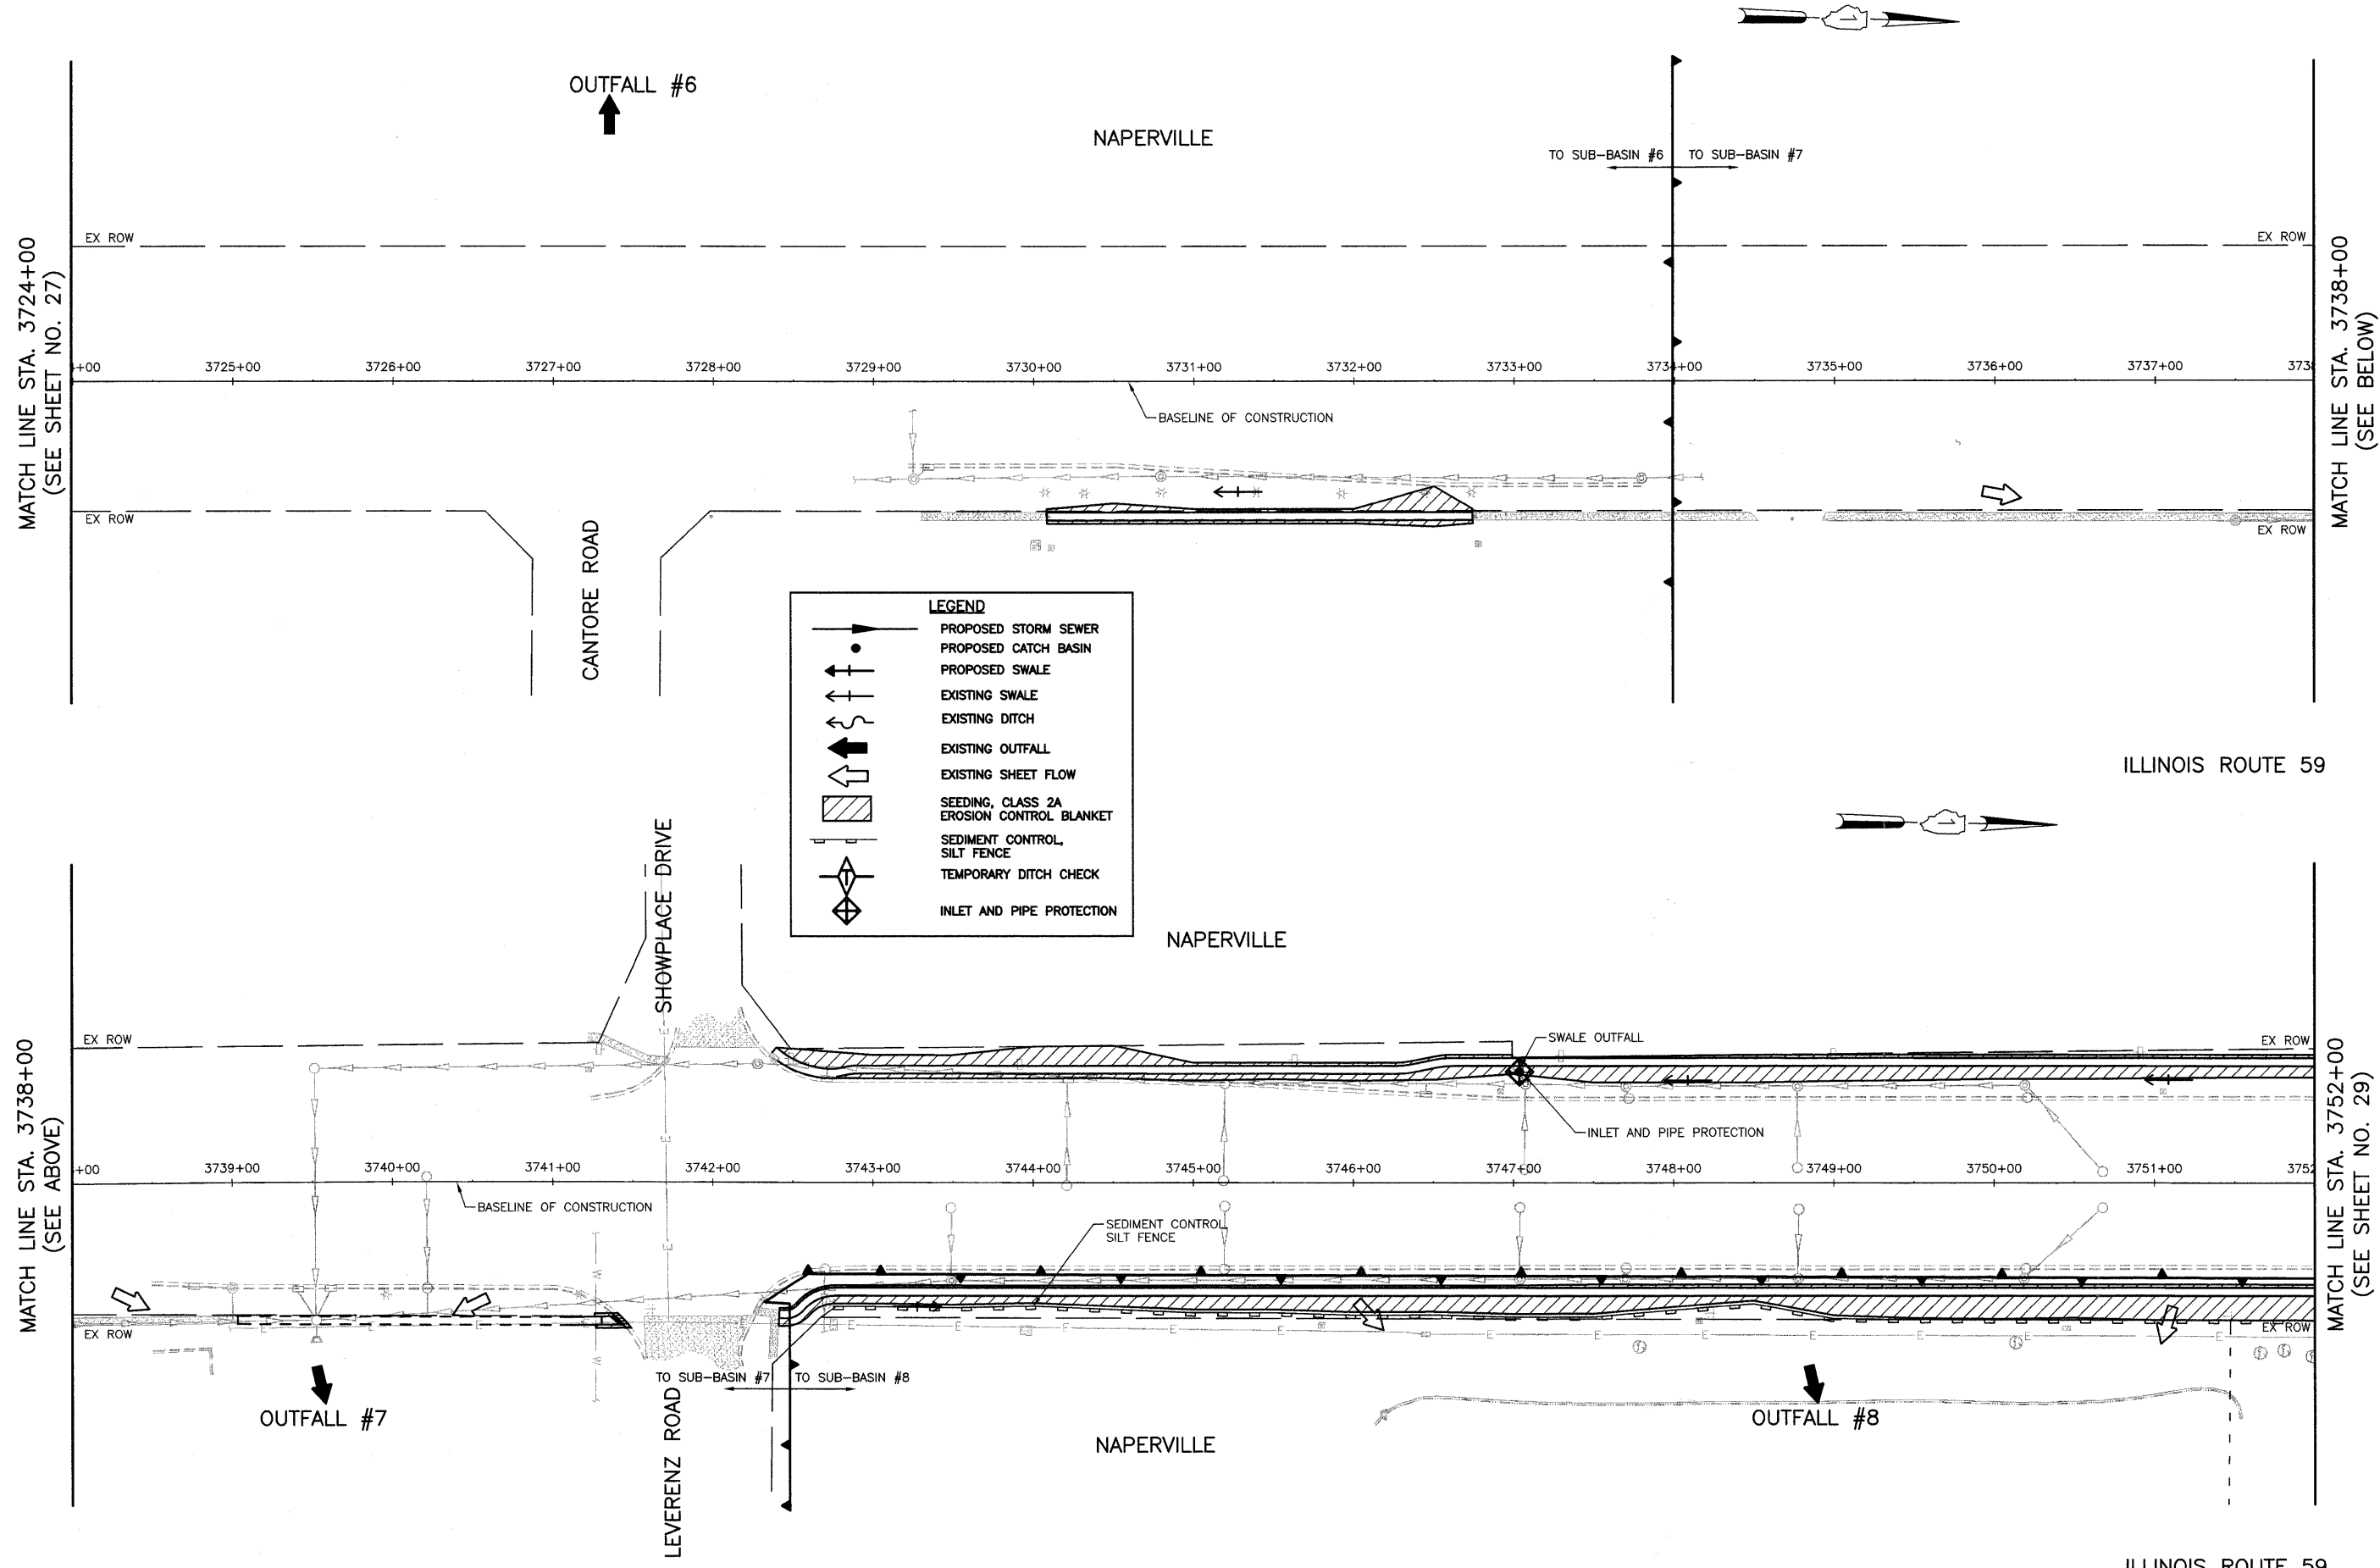 OUTFALL #6
NAPERVILLE
TO SUB-BASIN #6
TO SUB-BASIN #7
MATCH LINE STA. 3724+00
(SEE SHEET NO. 27)
EX ROW
EX ROW
MATCH LINE STA. 3738+00
(SEE BELOW)
+00
3725+00
3726+00
3727+00
3728+00
3729+00
3730+00
3731+00
3732+00
3733+00
3734+00
3735+00
3736+00
3737+00
3738
BASELINE OF CONSTRUCTION
EX ROW
EX ROW
CANTORE ROAD
LEGEND
PROPOSED STORM SEWER
PROPOSED CATCH BASIN
PROPOSED SWALE
EXISTING SWALE
EXISTING DITCH
EXISTING OUTFALL
EXISTING SHEET FLOW
SEEDING, CLASS 2A
EROSION CONTROL BLANKET
SEDIMENT CONTROL,
SILT FENCE
T
TEMPORARY DITCH CHECK
INLET AND PIPE PROTECTION
ILLINOIS ROUTE 59
SHOWPLACE DRIVE
NAPERVILLE
MATCH LINE STA. 3738+00
(SEE ABOVE)
EX ROW
SWALE OUTFALL
EX ROW
MATCH LINE STA. 3752+00
(SEE SHEET NO. 29)
INLET AND PIPE PROTECTION
+00
3739+00
3740+00
3741+00
3742+00
3743+00
3744+00
3745+00
3746+00
3747+00
3748+00
3749+00
3750+00
3751+00
3752
BASELINE OF CONSTRUCTION
SEDIMENT CONTROL
SILT FENCE
EX ROW
EX ROW
TO SUB-BASIN #7
TO SUB-BASIN #8
OUTFALL #7
OUTFALL #8
LEVERENZ ROAD
NAPERVILLE
ILLINOIS ROUTE 59